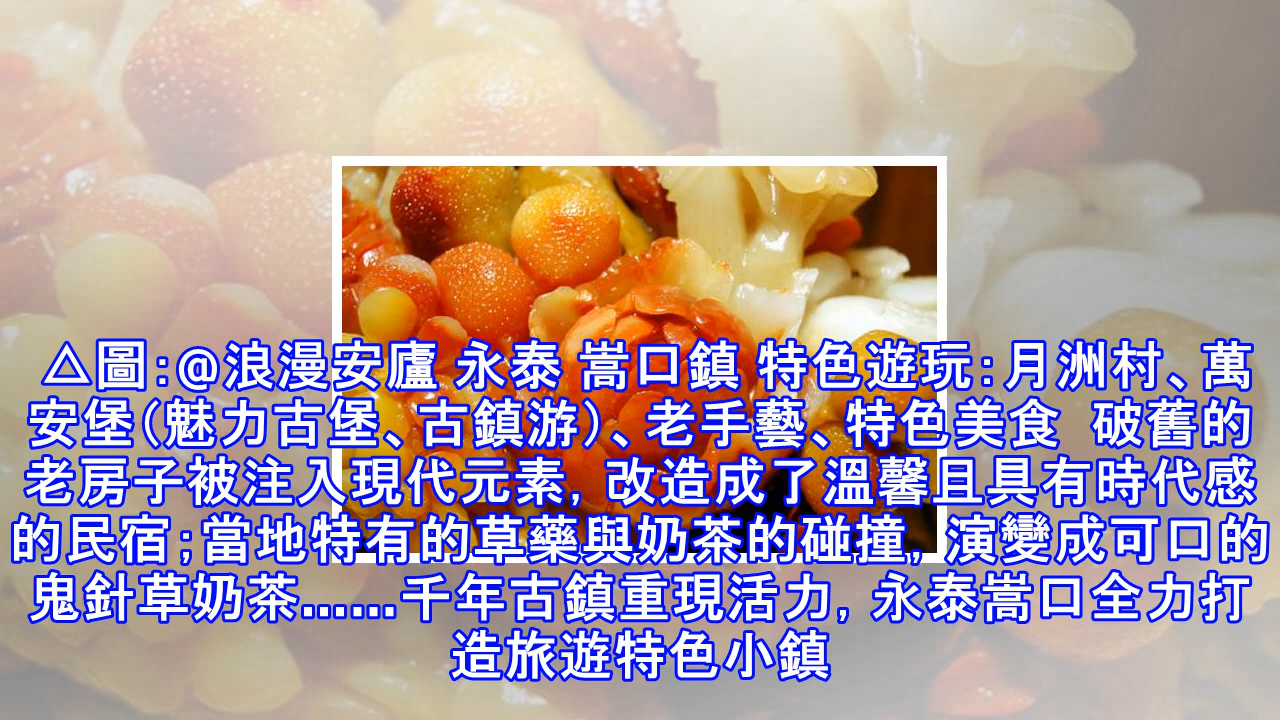 △圖:@浪漫安廬 永泰 嵩口鎮 特色遊玩:月洲村、萬
安堡(魅力古堡、古鎮游)、老手藝、特色美食 破舊的
老房子被注入現代元素, 改造成了溫馨且具有時代感
的民宿;當地特有的草藥與奶茶的碰撞, 演變成可口的
鬼針草奶茶......千年古鎮重現活力, 永泰嵩口全力打
造旅遊特色小鎮